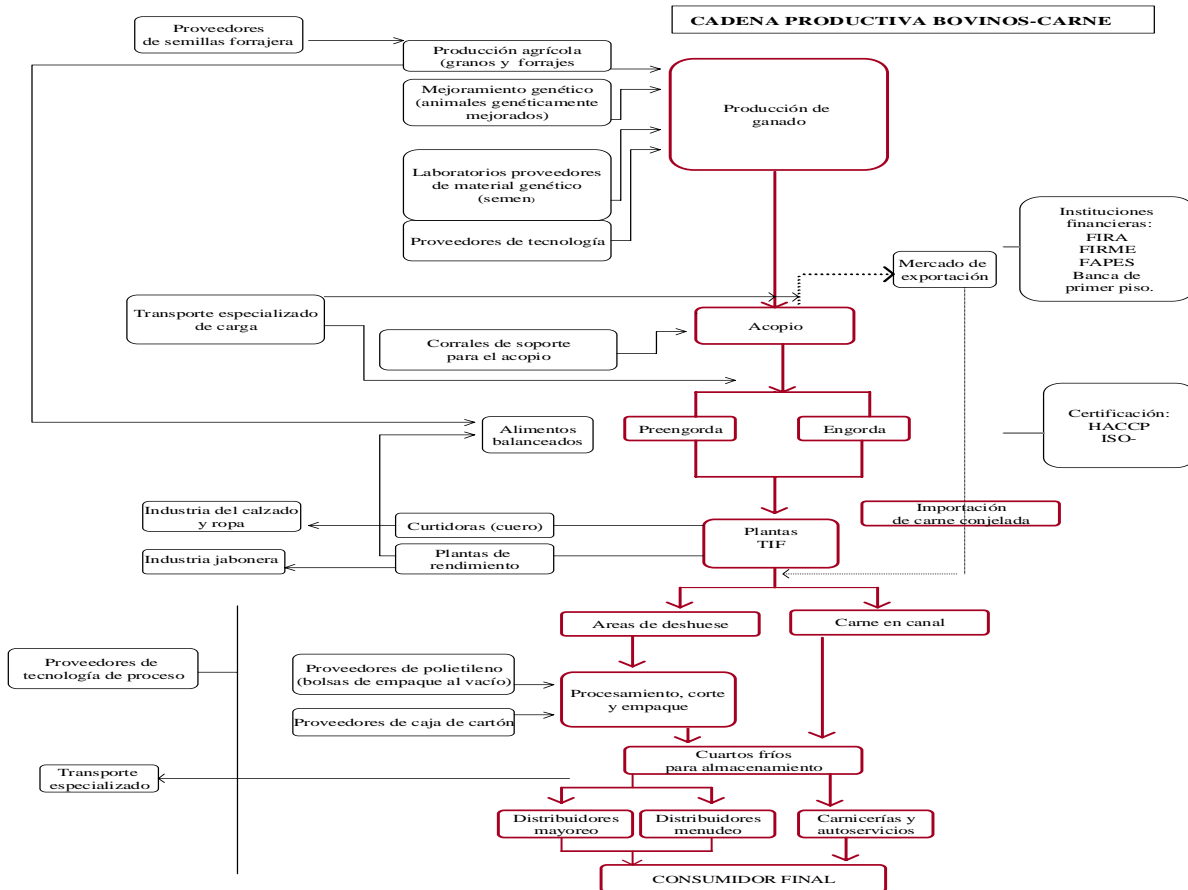 CADENA PRODUCTIVA BOVINOS-CARNE
Proveedores
de semillas forrajera
Producción agrícola
(granos y forrajes
Mejoramiento genético
(animales genéticamente
mejorados)
Producción de
ganado
Laboratorios proveedores
de material genético
(semen)
Proveedores de tecnología
Instituciones
financieras:
FIRA
FIRME
FAPES
Banca de
primer piso.
Mercado de
exportación
Transporte especializado
de carga
Acopio
Corrales de soporte
para el acopio
Certificación:
HACCP
ISO-
Alimentos
balanceados
Preengorda
Engorda
Industria del calzado
y ropa
Curtidoras (cuero)
Plantas
TIF
Importación
de carne conjelada
Industria jabonera
Plantas de
rendimiento
Areas de deshuese
Carne en canal
Proveedores de
tecnología de proceso
Proveedores de polietileno
(bolsas de empaque al vacío)
Procesamiento, corte
y empaque
Proveedores de caja de cartón
Cuartos fríos
para almacenamiento
Transporte
especializado
Distribuidores
mayoreo
Distribuidores
menudeo
Carnicerías y
autoservicios
CONSUMIDOR FINAL